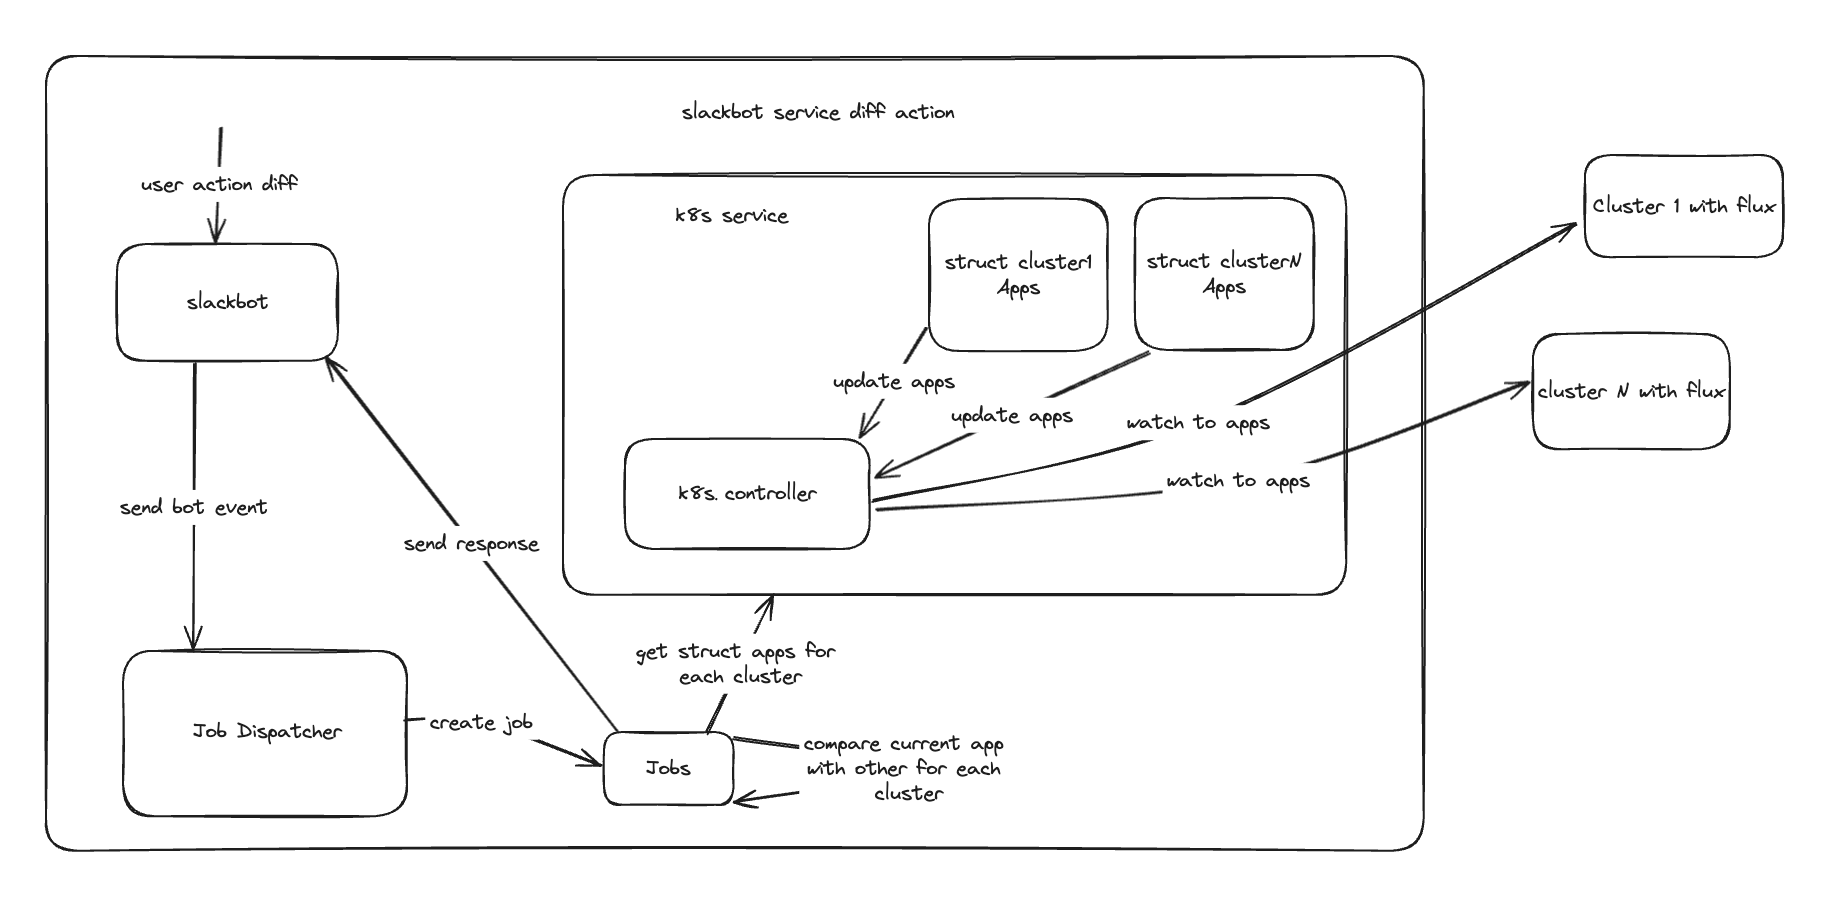 slackbot service diff action
user action diff
slackbot
send bot event
send response
Job Dispatcher
create job
Jobs
get struct apps for
each cluster
compare current app
with other for each
cluster
k8s service
struct cluster1
Apps
struct clusterN
Apps
update apps
update apps
watch to apps
watch to apps
k8s. controller
Cluster 1 with flux
cluster N with flux